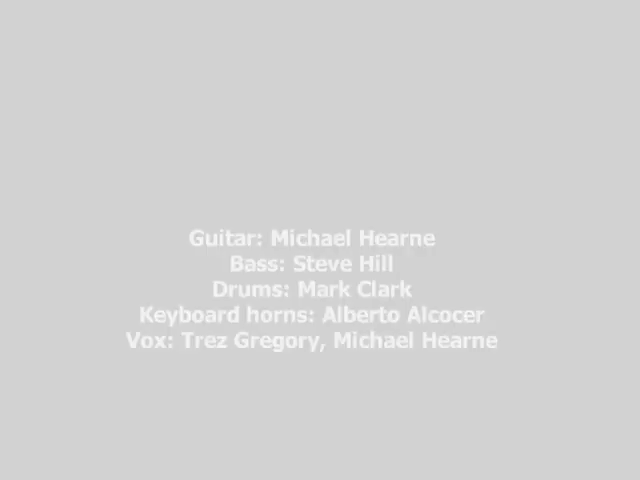 Guitar: Michael Hearne
Bass: Steve Hill
Drums: Mark Clark
Keyboard horns: Alberto Alcocer
Vox: Trez Gregory, Michael Hearne